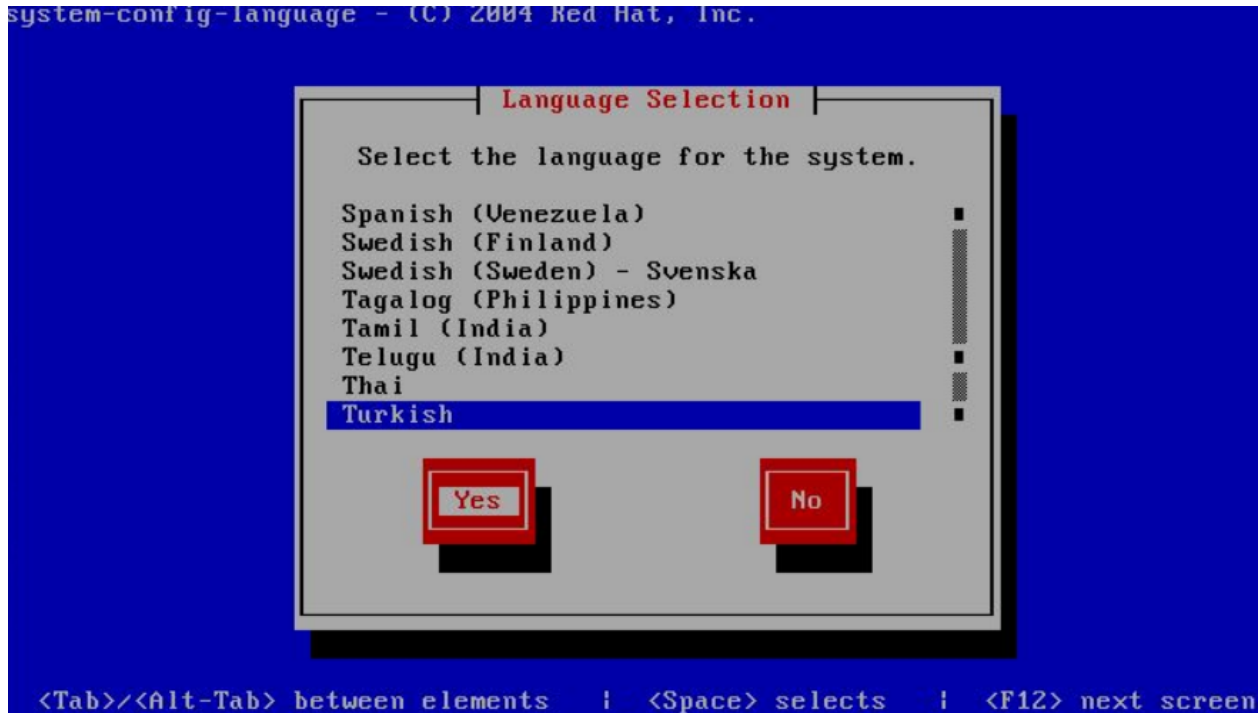 system-config-language - (C) 2004 Red Hat, Inc.
Language Selection
Select the language for the system.
Spanish (Venezuela)
Swedish (Finland)
Swedish (Sweden) - Svenska
Tagalog (Philippines)
Tamil (India)
Telugu (India)
Thai
Turkish
Yes No
<Tab>/<Alt-Tab> between elements | <Space> selects | <F12> next screen